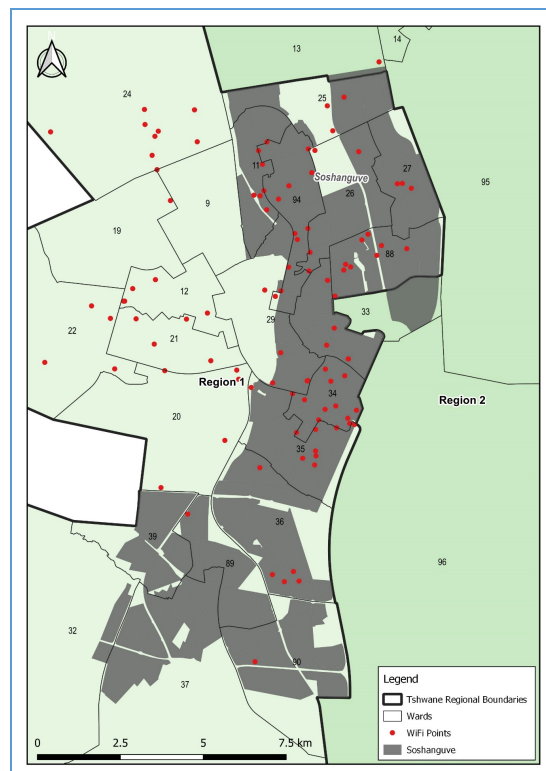 N
13
14
24
25
11
Soshanguve
27
94
26
95
9
19
88
12
33
29
22
21
Region 1
34
Region 2
20
35
36
39
89
96
32
90
37
Legend
Tshwane Regional Boundaries
Wards
WiFi Points
Soshanguve
0 2.5 5 7.5 km